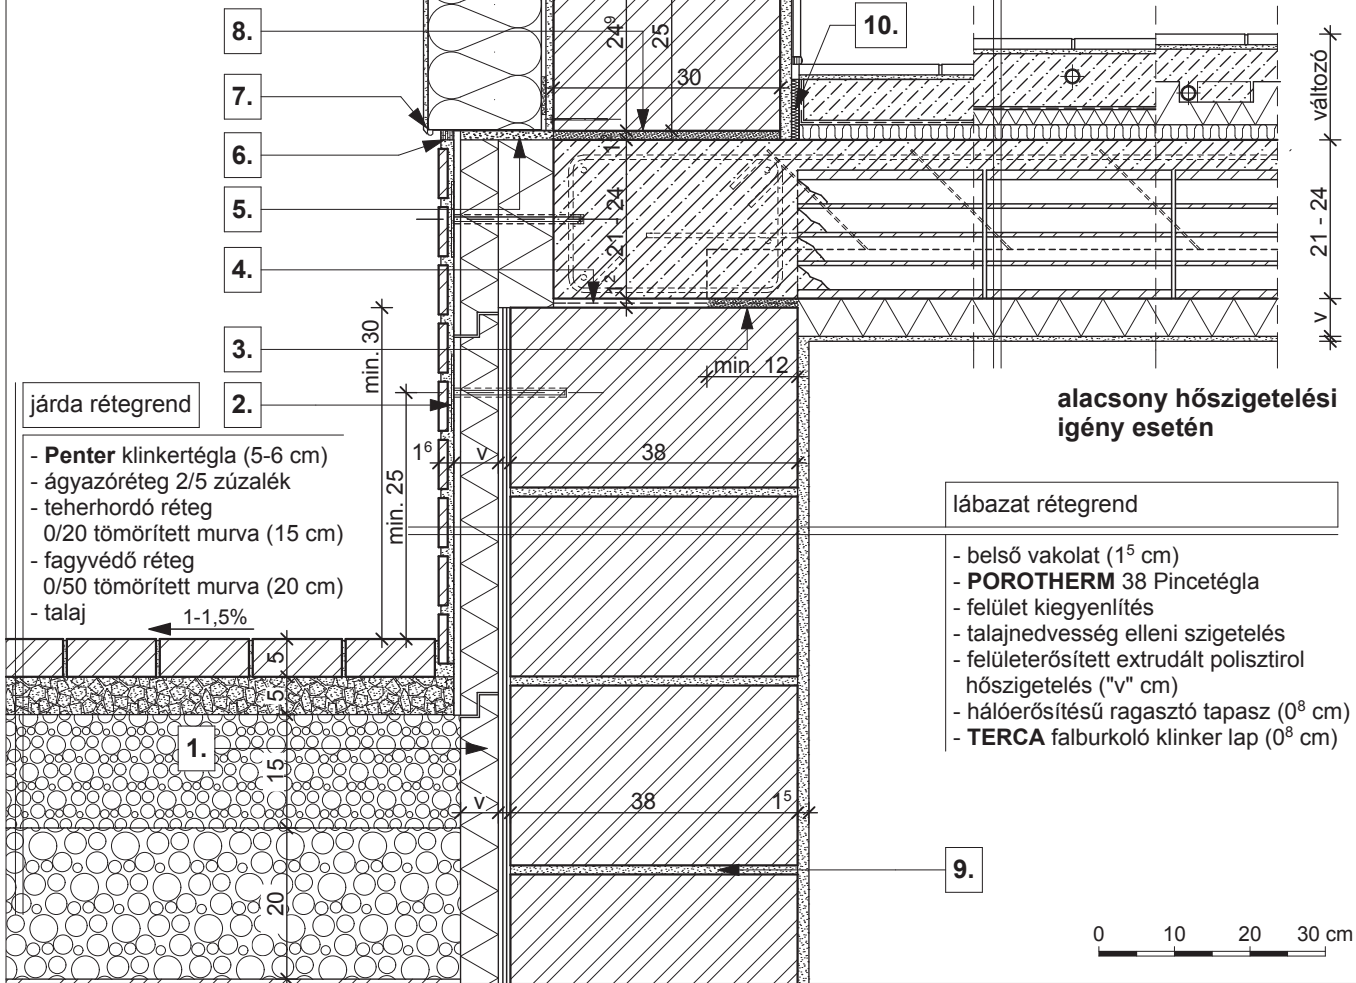 8.
7.
6.
5.
4.
3.
2.
10.
24⁹
25
30
1
21 - 24
1²
változó
21 - 24
v
min. 30
min. 12
min. 25
1⁶
v
38
alacsony hőszigetelési
igény esetén
járda rétegrend
- Penter klinkertégla (5-6 cm)
- ágyazóréteg 2/5 zúzalék
- teherhordó réteg
0/20 tömörített murva (15 cm)
- fagyvédő réteg
0/50 tömörített murva (20 cm)
- talaj
1-1,5%
lábazat rétegrend
- belső vakolat (1⁵ cm)
- POROTHERM 38 Pincetégla
- felület kiegyenlítés
- talajnedvesség elleni szigetelés
- felületerősített extrudált polisztirol
hőszigetelés ("v" cm)
- hálóerősítésű ragasztó tapasz (0⁸ cm)
- TERCA falburkoló klinker lap (0⁸ cm)
5
5
15
20
1.
v
38
1⁵
9.
0 10 20 30 cm